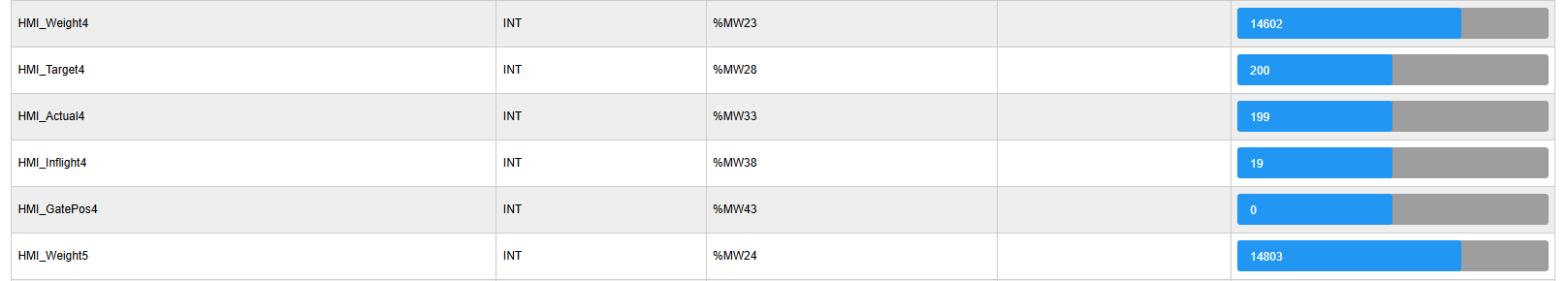 HMI_Weight4 INT %MW23 14602
HMI_Target4 INT %MW28 200
HMI_Actual4 INT %MW33 199
HMI_Inflight4 INT %MW38 19
HMI_GatePos4 INT %MW43 0
HMI_Weight5 INT %MW24 14803